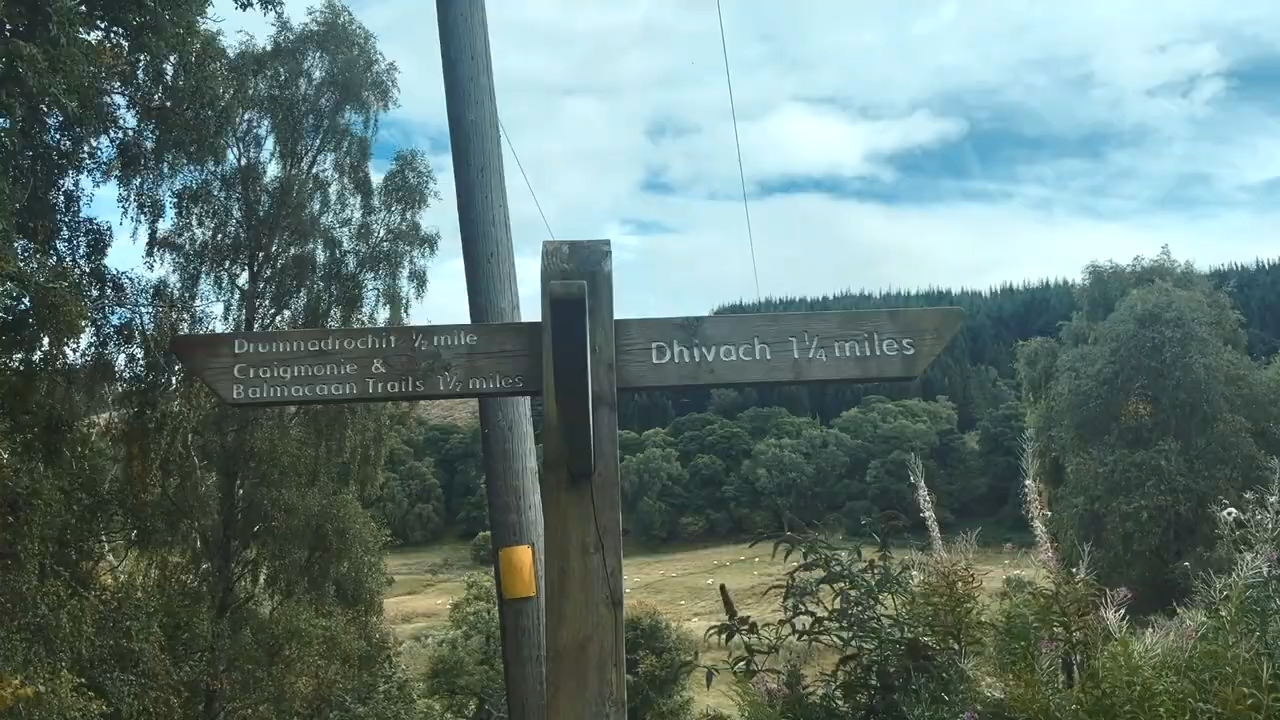 Drumnadrochit ½ mile
Craigmonie &
Balmacaan Trails 1½ miles
Dhivach 1¼ miles